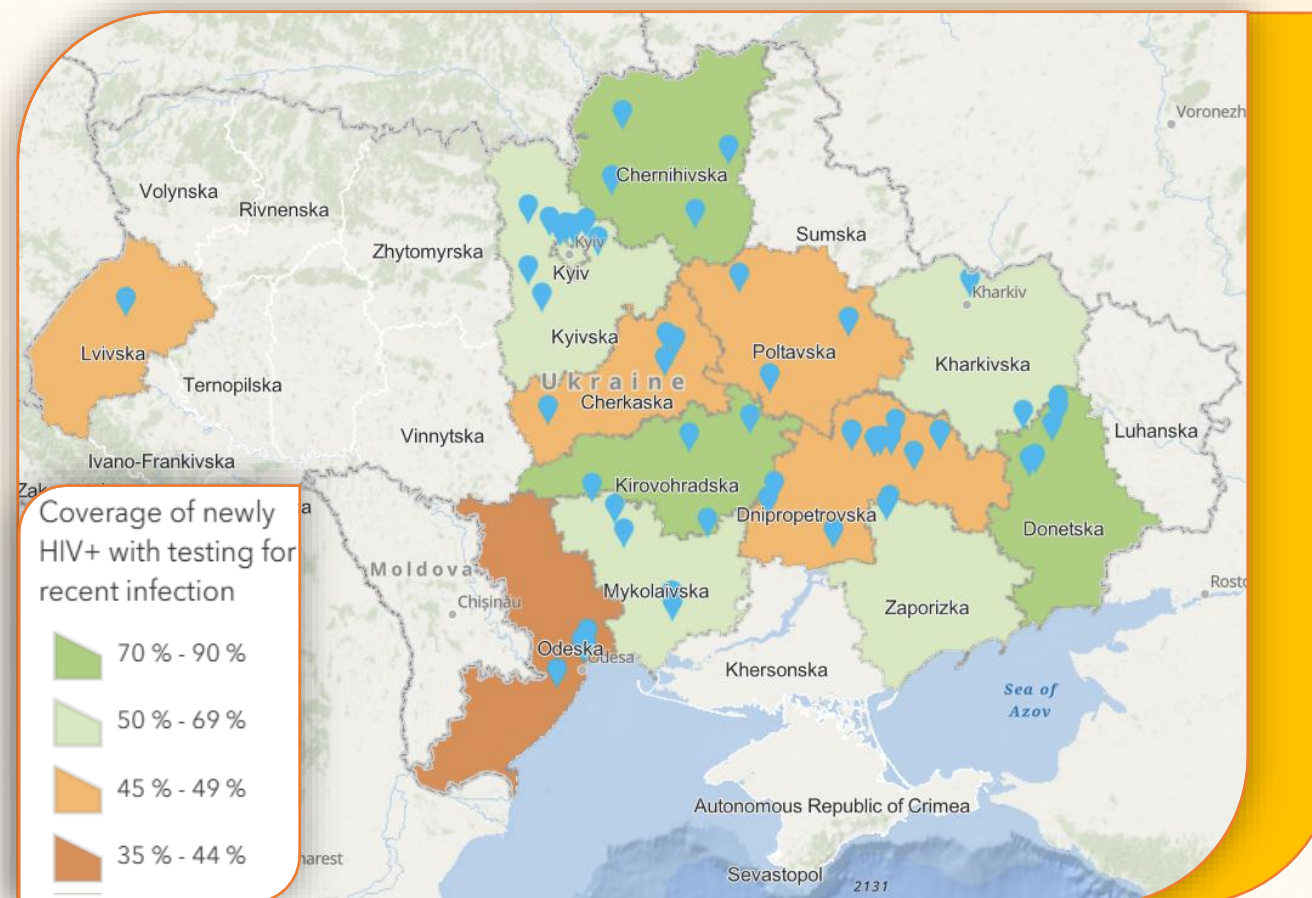 Voronezh
Chernihivska
Volynska
Rivnenska
Sumska
Zhytomyrska
Kyiv
Kyiv
Kharkiv
Kyivska
Lvivska
Poltavska
Kharkivska
Ternopilska
Ukraine
Cherkaska
Vinnytska
Luhanska
Ivano-Frankivska
Kirovohradska
Dnipropetrovska
Donetska
Moldova
Mykolaivska
Rosto
Chișinău
Zaporizka
Odeska
Odesa
Khersonska
Sea of
Azov
Autonomous Republic of Crimea
Sevastopol
2131
Coverage of newly
HIV+ with testing for
recent infection
70 % - 90 %
50 % - 69 %
45 % - 49 %
35 % - 44 %